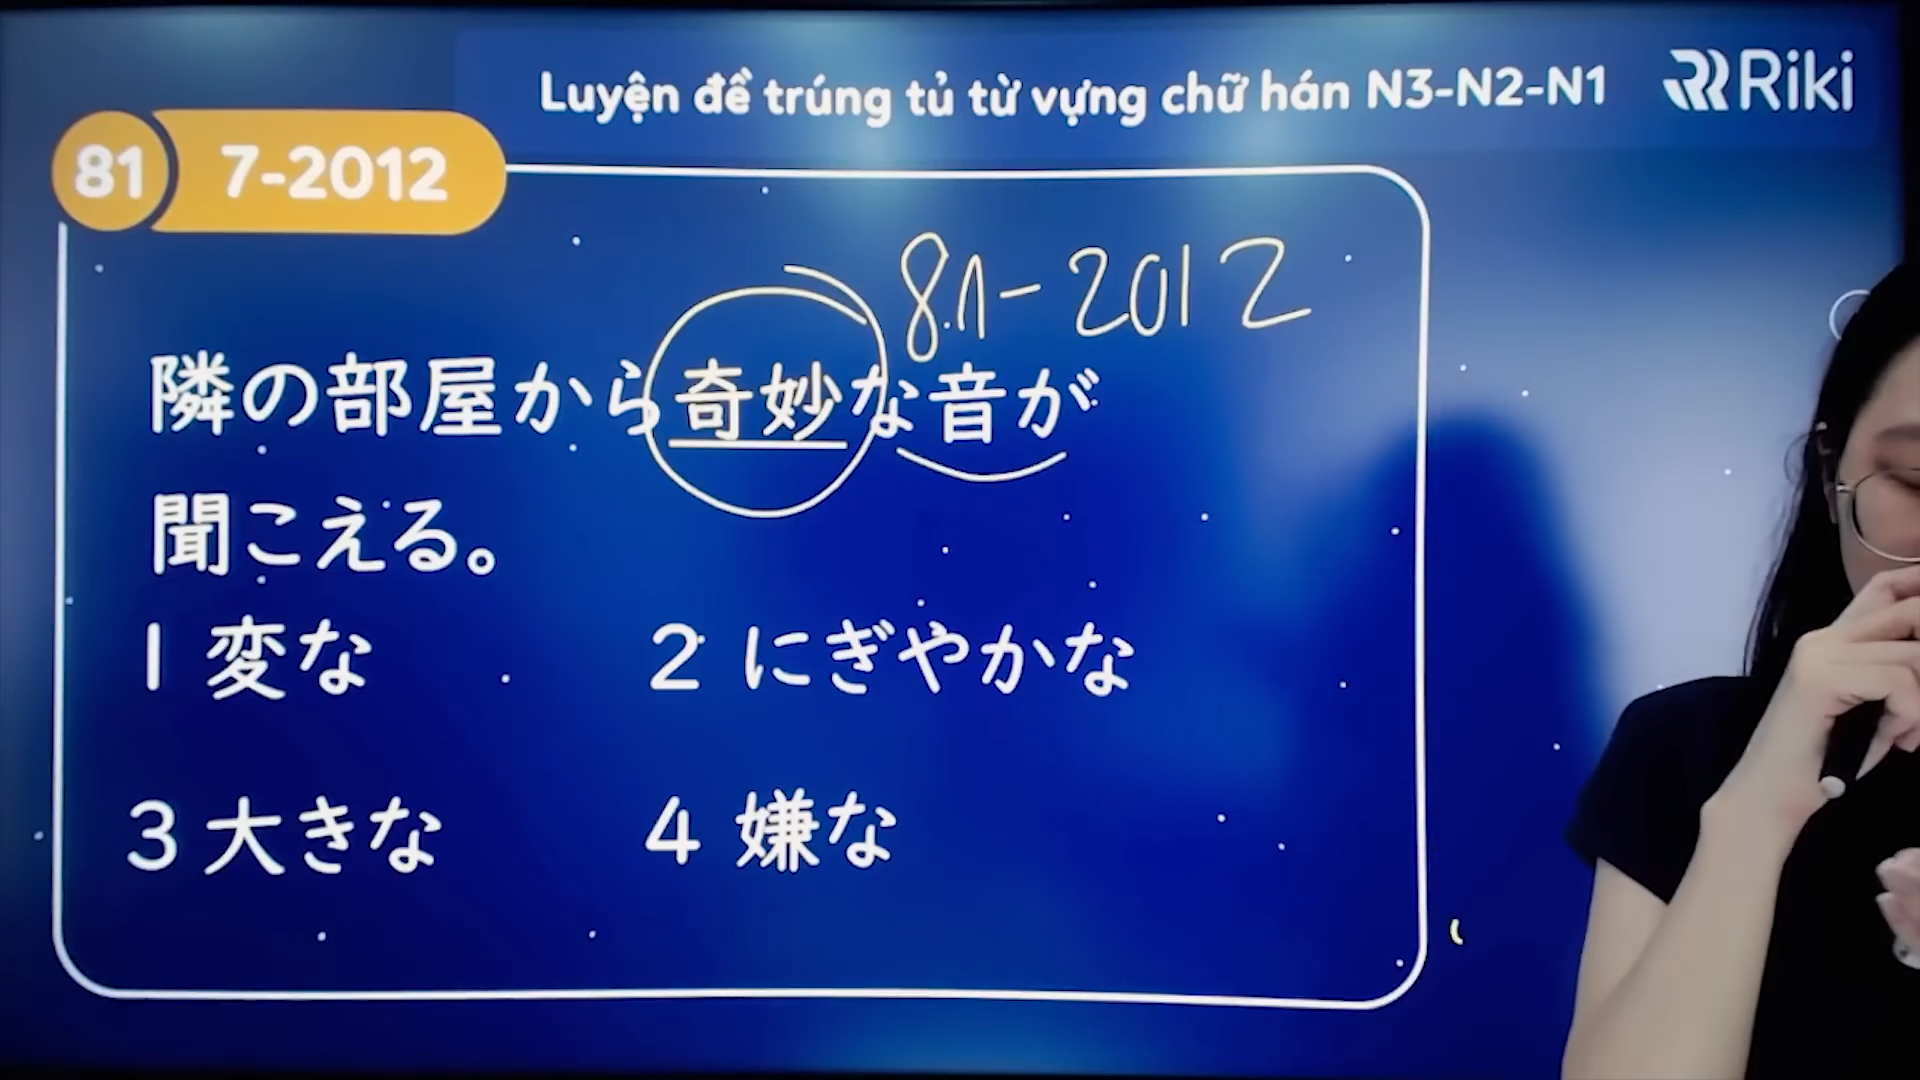 Luyện đề trúng tủ từ vựng chữ hán N3-N2-N1
Riki
81 7-2012
8.1-2012
隣の部屋から奇妙な音が
聞こえる。
1 変な 2 にぎやかな
3 大きな 4 嫌な